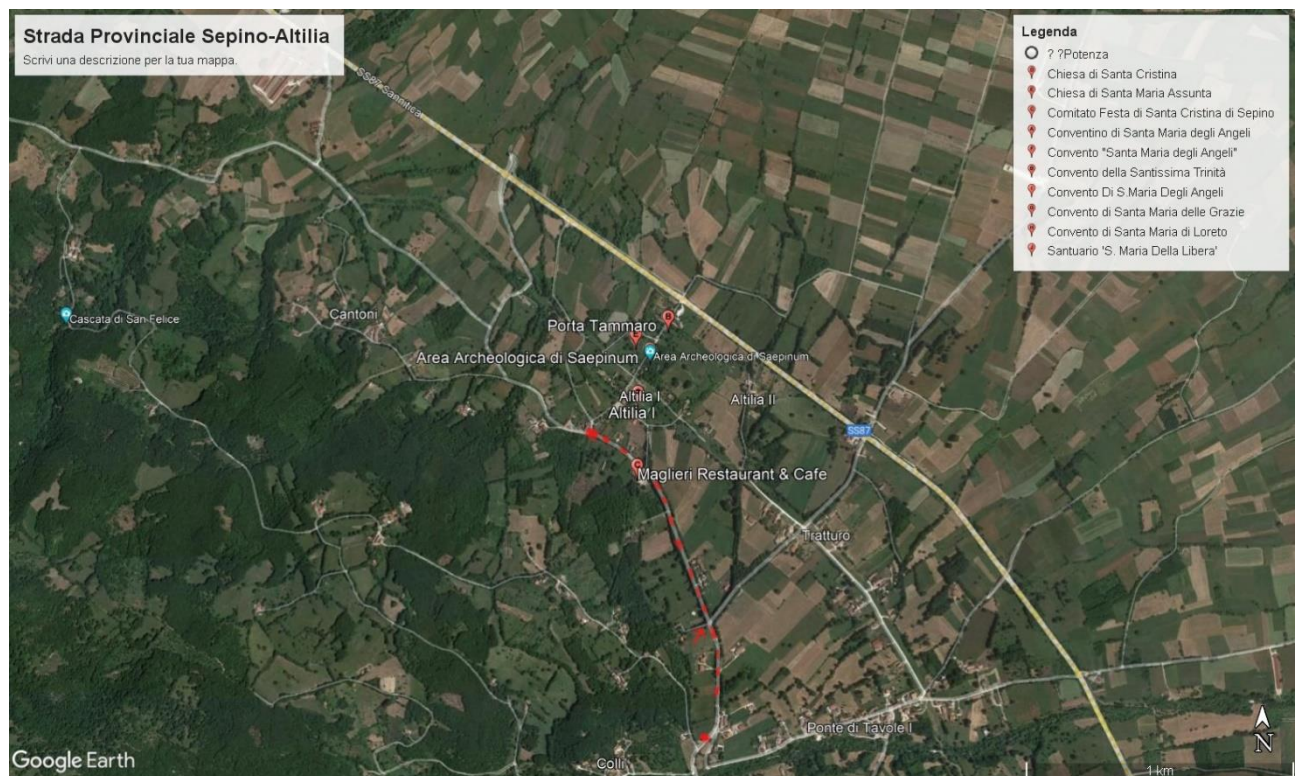 Strada Provinciale Sepino-Altilia
Scrivi una descrizione per la tua mappa.
Legenda
? ?Potenza
Chiesa di Santa Cristina
Chiesa di Santa Maria Assunta
Comitato Festa di Santa Cristina di Sepino
Conventino di Santa Maria degli Angeli
Convento "Santa Maria degli Angeli"
Convento della Santissima Trinità
Convento Di S.Maria Degli Angeli
Convento di Santa Maria delle Grazie
Convento di Santa Maria di Loreto
Santuario 'S. Maria Della Libera'
SS87 Sannitica
Cascata di San Felice
Cantoni
Porta Tammaro
Area Archeologica di Saepinum
Area Archeologica di Saepinum
Altilia I
Altilia I
Altilia II
SS87
Maglieri Restaurant & Cafe
Tratturo
Ponte di Tavole I
Colli
Google Earth
N
1 km